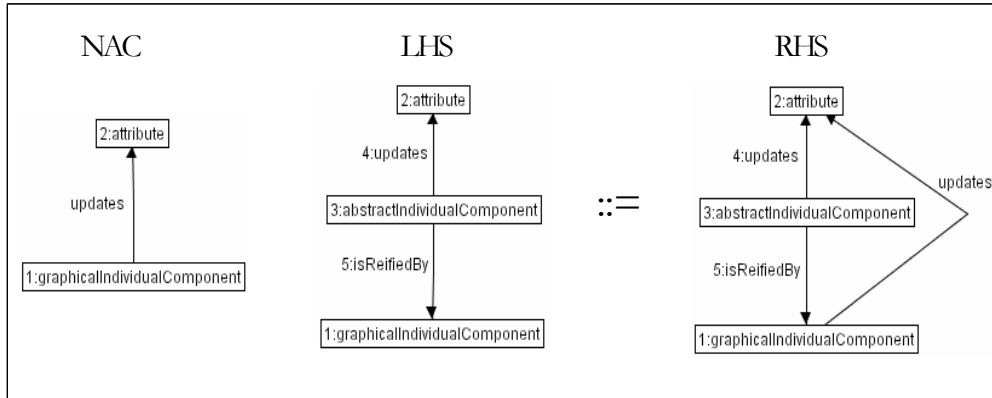 NAC
LHS
RHS
2:attribute
updates
1:graphicalIndividualComponent
2:attribute
4:updates
3:abstractIndividualComponent
5:isReifiedBy
1:graphicalIndividualComponent
::=
2:attribute
4:updates
updates
3:abstractIndividualComponent
5:isReifiedBy
1:graphicalIndividualComponent